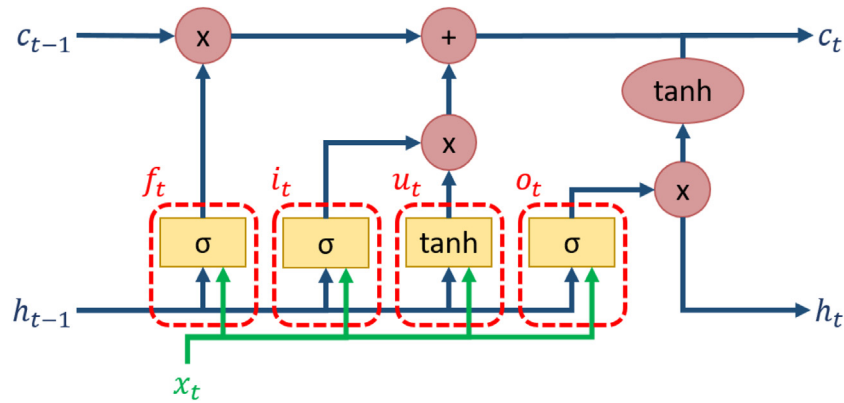 c_{t-1} x + c_t
tanh
x
x
f_t i_t u_t o_t
σ σ tanh σ
h_{t-1} h_t
x_t